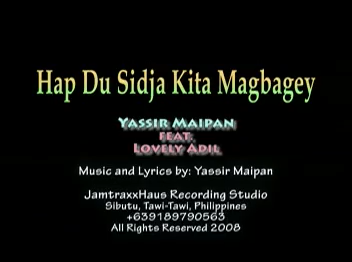 Hap Du Sidja Kita Magbagey
Yassir Maipan
feat.
Lovely Adil
Music and Lyrics by: Yassir Maipan
JamtraxxHaus Recording Studio
Sibutu, Tawi-Tawi, Philippines
+639189790563
All Rights Reserved 2008